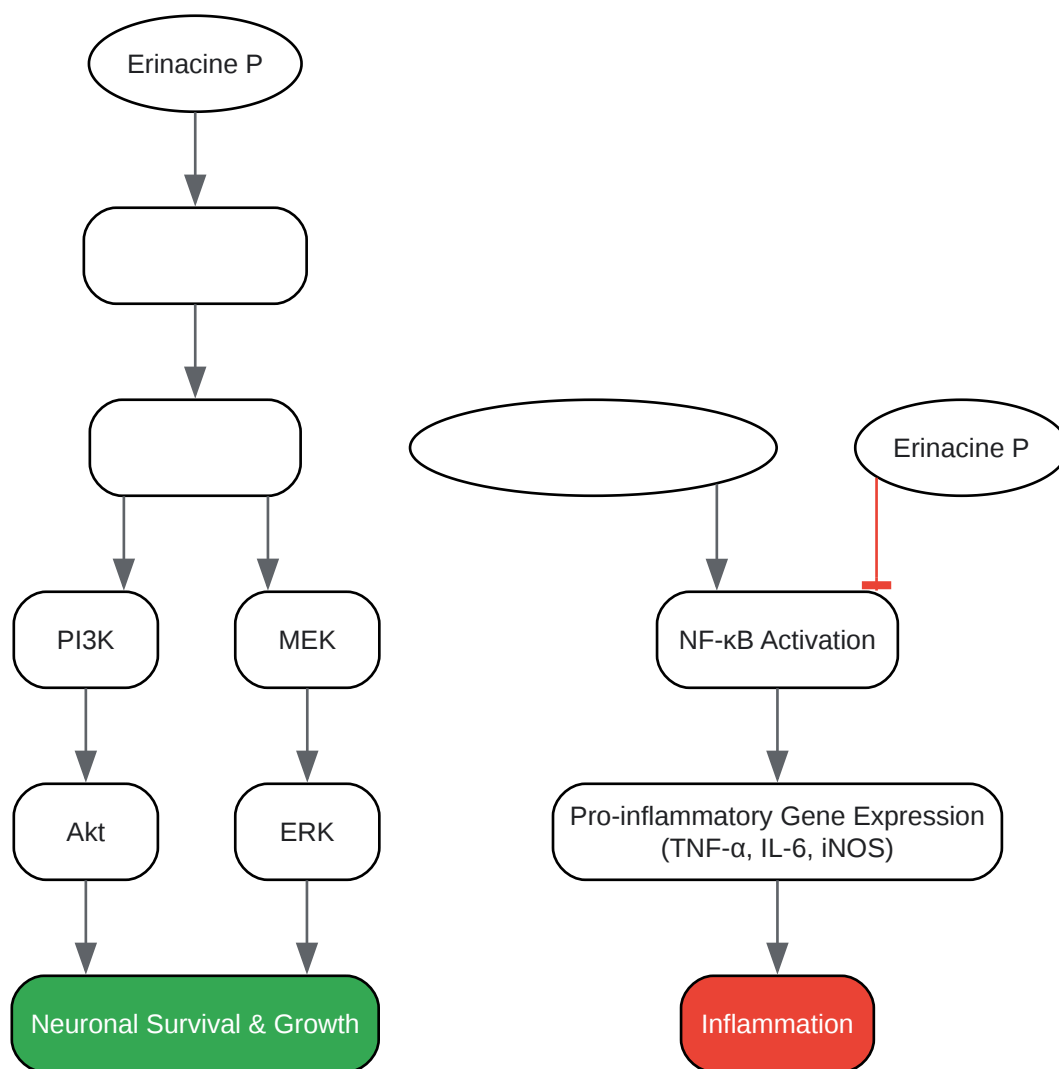 Erinacine P
Erinacine P
PI3K
MEK
NF-κB Activation
Akt
ERK
Pro-inflammatory Gene Expression
(TNF-α, IL-6, iNOS)
Neuronal Survival & Growth
Inflammation